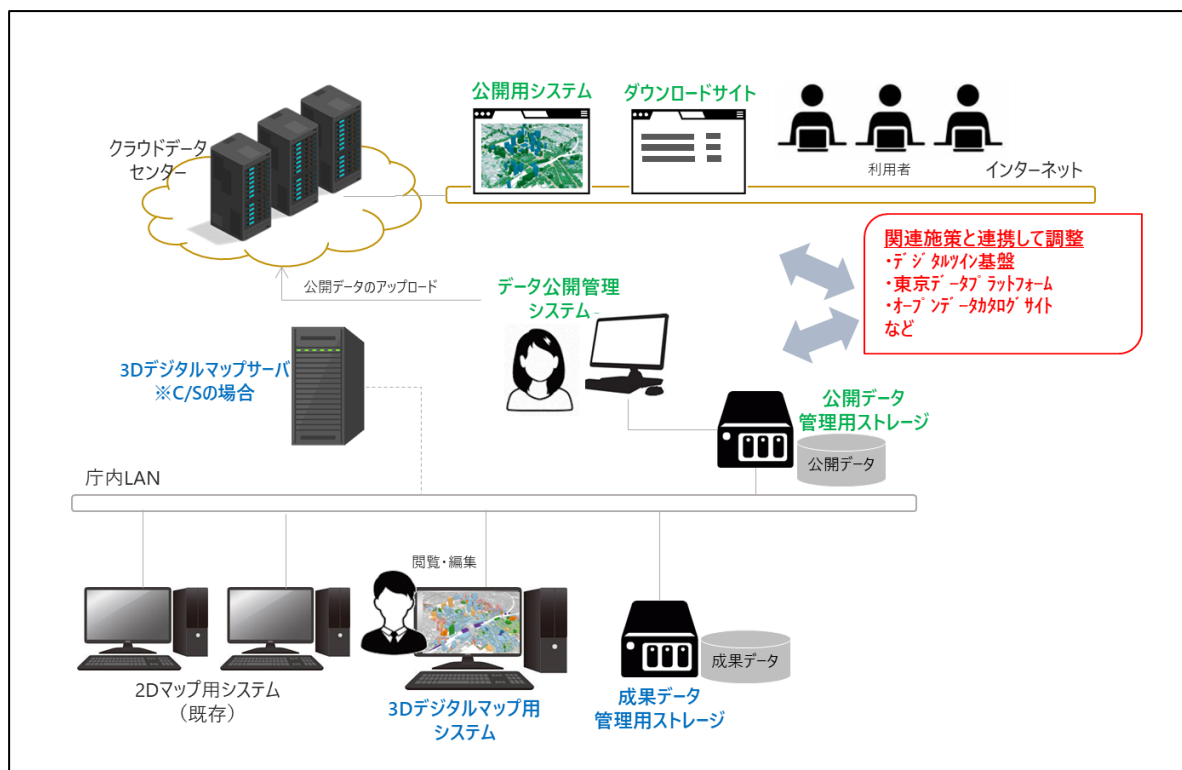 公開用システム
ダウンロードサイト
クラウドデータ
センター
利用者
インターネット
関連施策と連携して調整
・ﾃﾞｼﾞﾀﾙﾂｲﾝ基盤
・東京ﾃﾞｰﾀﾌﾟﾗｯﾄﾌｫｰﾑ
・ｵｰﾌﾟﾝﾃﾞｰﾀｶﾀﾛｸﾞｻｲﾄ
など
公開データのアップロード
データ公開管理
システム
3Dデジタルマップサーバ
※C/Sの場合
公開データ
管理用ストレージ
公開データ
庁内LAN
閲覧・編集
2Dマップ用システム
（既存）
3Dデジタルマップ用
システム
成果データ
管理用ストレージ
成果データ